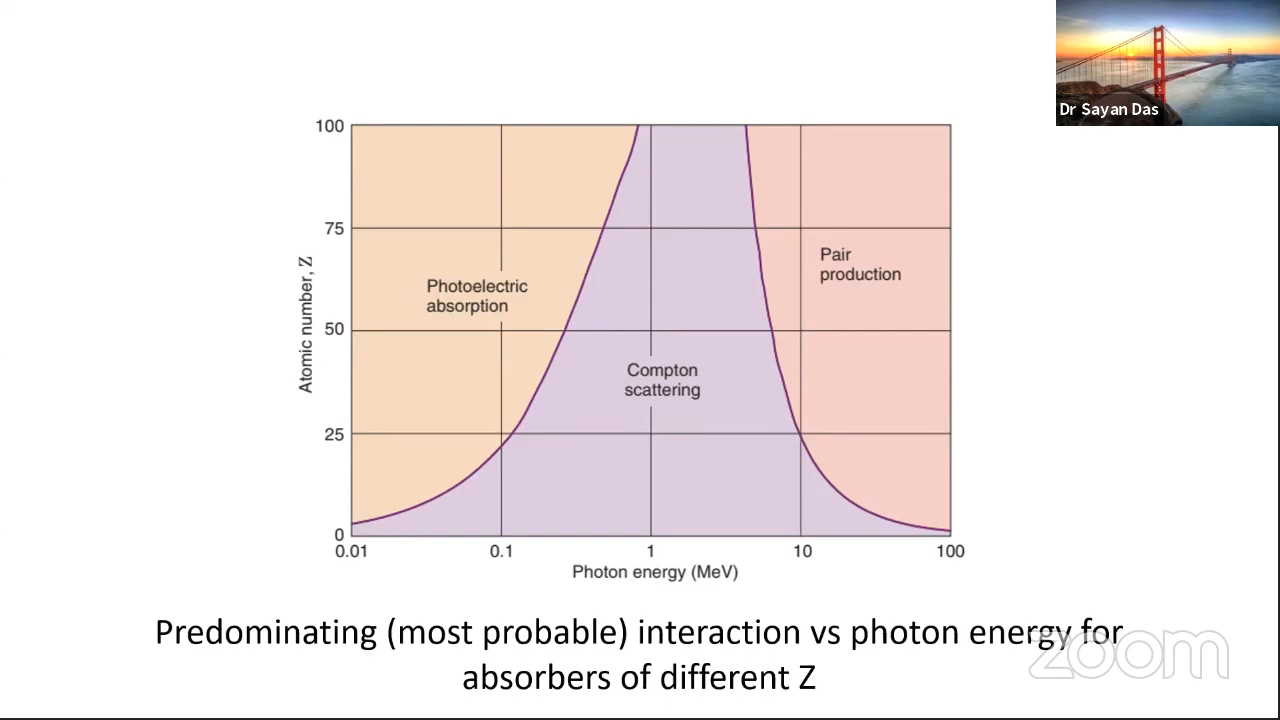 Dr Sayan Das
100
75
50
25
0
Atomic number, Z
Photoelectric
absorption
Compton
scattering
Pair
production
0.01
0.1
1
10
100
Photon energy (MeV)
Predominating (most probable) interaction vs photon energy for
absorbers of different Z
zoom